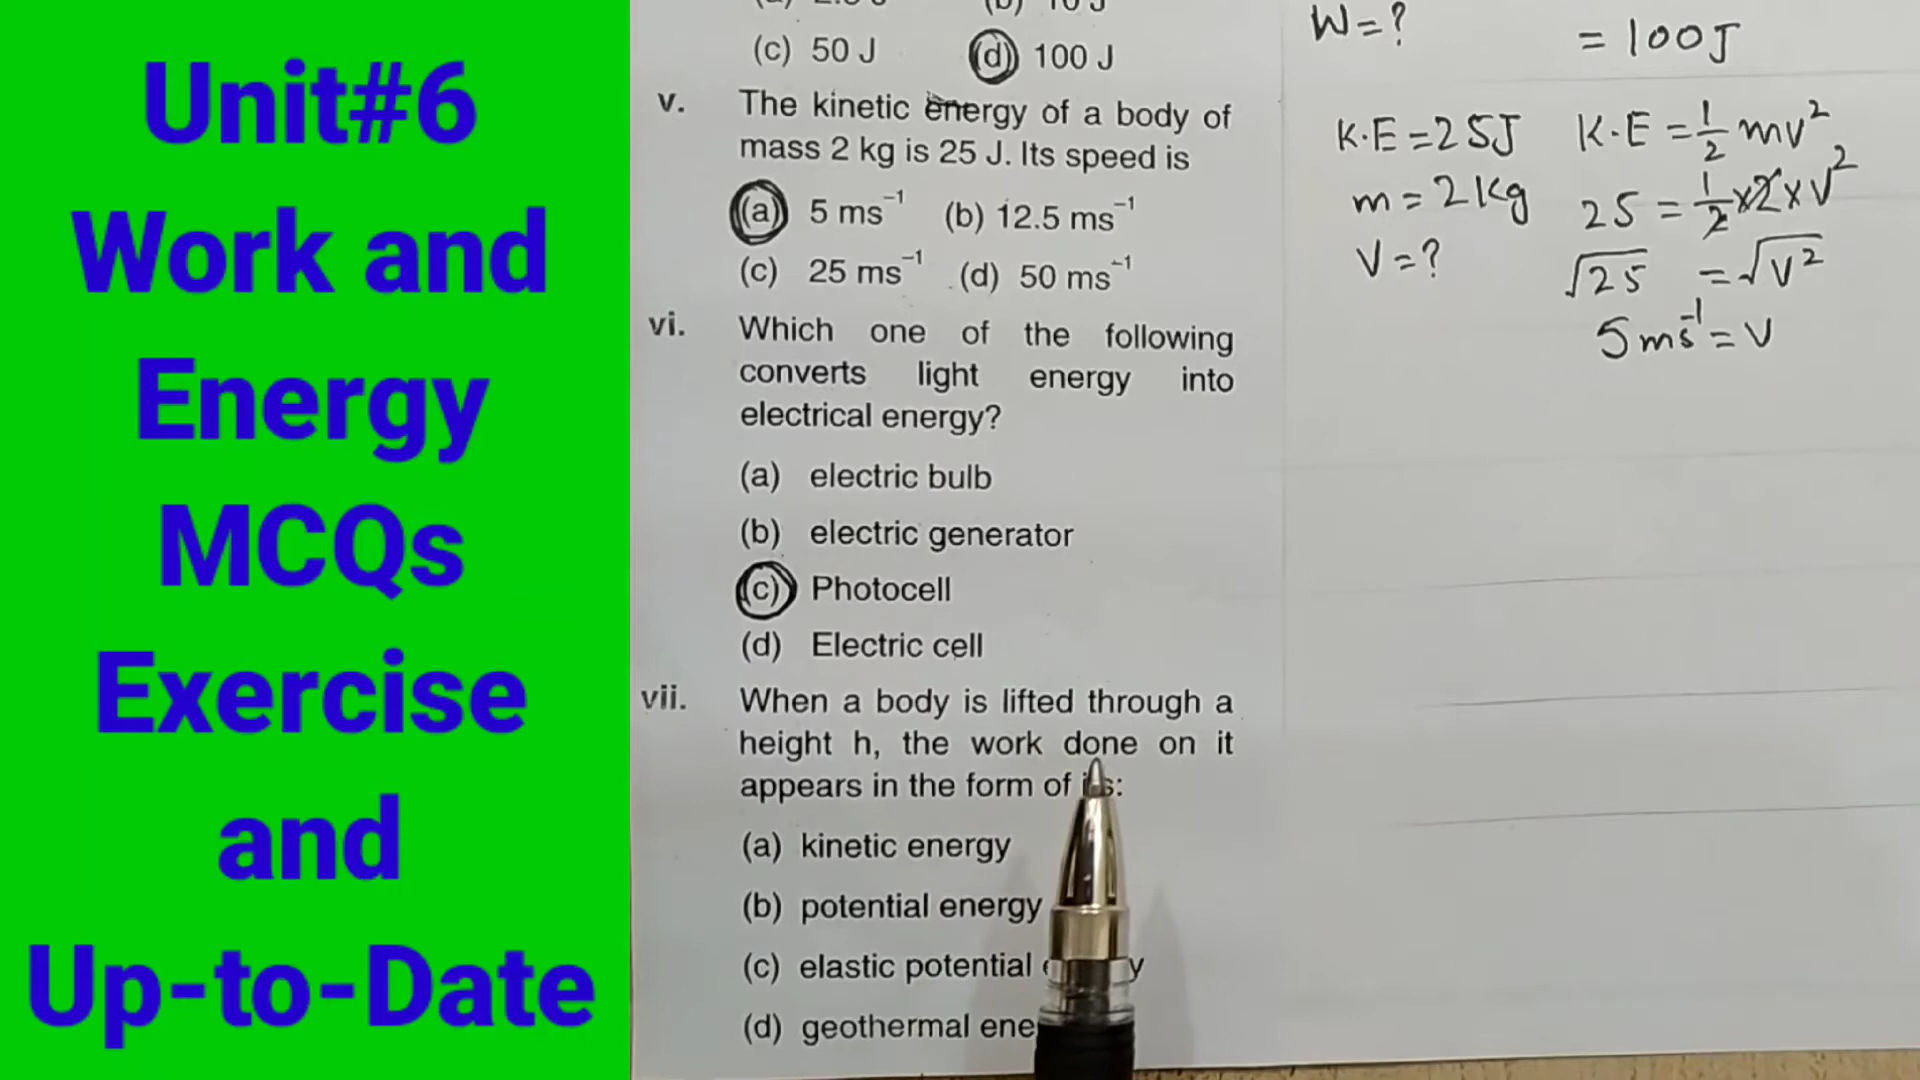 Unit#6
Work and
Energy
MCQs
Exercise
and
Up-to-Date
(c) 50 J (d) 100 J
v. The kinetic energy of a body of
mass 2 kg is 25 J. Its speed is
(a) 5 ms⁻¹ (b) 12.5 ms⁻¹
(c) 25 ms⁻¹ (d) 50 ms⁻¹
vi. Which one of the following
converts light energy into
electrical energy?
(a) electric bulb
(b) electric generator
(c) Photocell
(d) Electric cell
vii. When a body is lifted through a
height h, the work done on it
appears in the form of
(a) kinetic energy
(b) potential energy
(c) elastic potential
(d) geothermal
W=? = 100J
K.E = 25J K.E = 1/2 mv²
m = 2kg 25 = 1/2 x 2 x v²
V = ? √25 = √v²
5ms⁻¹ = v